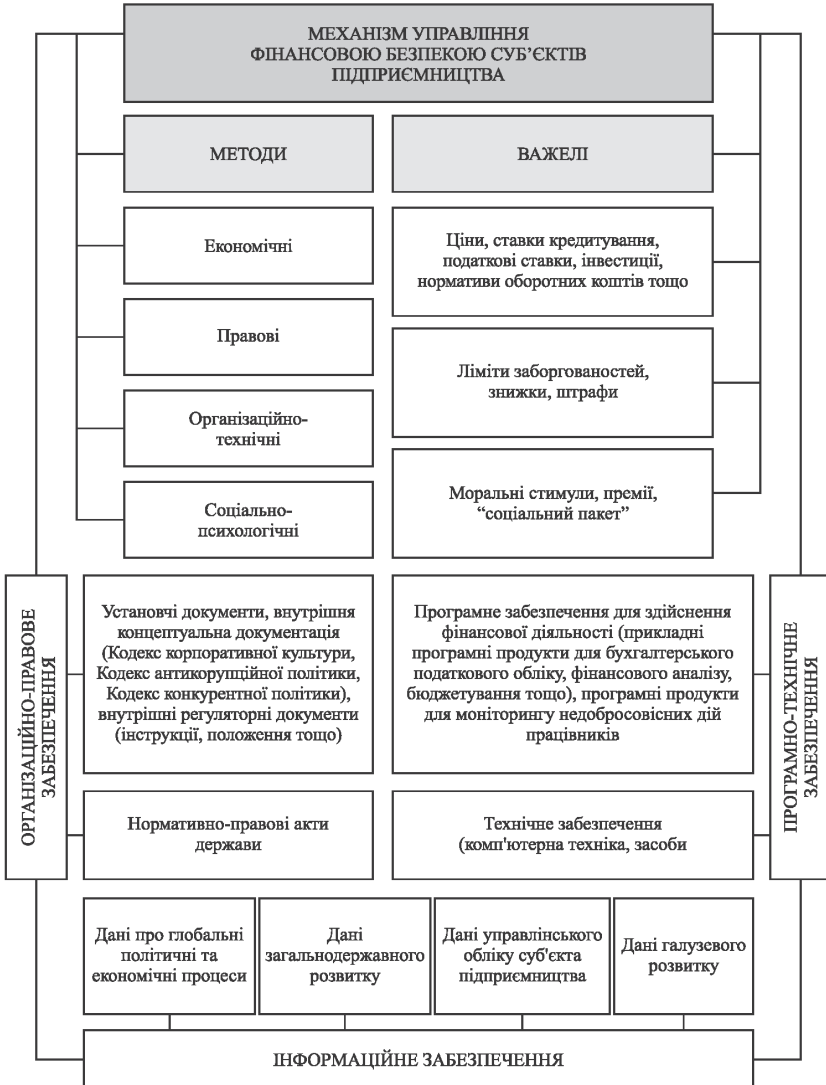 МЕХАНІЗМ УПРАВЛІННЯ
ФІНАНСОВОЮ БЕЗПЕКОЮ СУБ’ЄКТІВ
ПІДПРИЄМНИЦТВА
МЕТОДИ
ВАЖЕЛІ
Економічні
Правові
Організаційно-
технічні
Соціально-
психологічні
Ціни, ставки кредитування,
податкові ставки, інвестиції,
нормативи оборотних коштів тощо
Ліміти заборгованостей,
знижки, штрафи
Моральні стимули, премії,
“соціальний пакет”
ОРГАНІЗАЦІЙНО-ПРАВОВЕ
ЗАБЕЗПЕЧЕННЯ
Установчі документи, внутрішня
концептуальна документація
(Кодекс корпоративної культури,
Кодекс антикорупційної політики,
Кодекс конкурентної політики),
внутрішні регуляторні документи
(інструкції, положення тощо)
Нормативно-правові акти
держави
Програмне забезпечення для здійснення
фінансової діяльності (прикладні
програмні продукти для бухгалтерського
податкового обліку, фінансового аналізу,
бюджетування тощо), програмні продукти
для моніторингу недобросовісних дій
працівників
Технічне забезпечення
(комп'ютерна техніка, засоби
ПРОГРАМНО-ТЕХНІЧНЕ
ЗАБЕЗПЕЧЕННЯ
Дані про глобальні
політичні та
економічні процеси
Дані
загальнодержавного
розвитку
Дані управлінського
обліку суб'єкта
підприємництва
Дані галузевого
розвитку
ІНФОРМАЦІЙНЕ ЗАБЕЗПЕЧЕННЯ